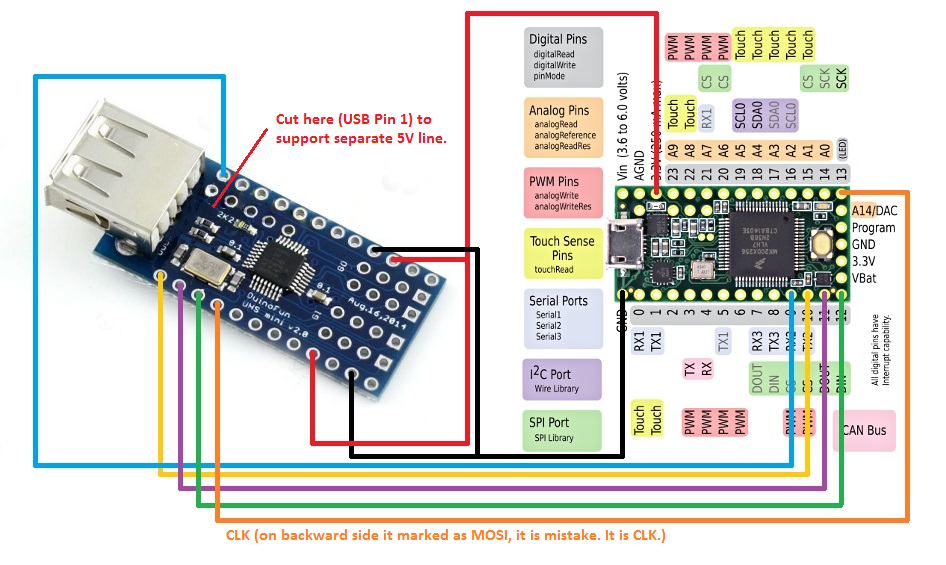 Cut here (USB Pin 1) to
support separate 5V line.
2K2
0.1
0.1
GO
GI
Aug.16,2014
DuinoFun
UHS mini v2.0
Digital Pins
digitalRead
digitalWrite
pinMode
Analog Pins
analogRead
analogReference
analogReadRes
PWM Pins
analogWrite
analogWriteRes
Touch Sense
Pins
touchRead
Serial Ports
Serial1
Serial2
Serial3
I²C Port
Wire Library
SPI Port
SPI Library
PWM PWM PWM PWM Touch Touch Touch Touch Touch
CS CS CS SCK SCK
Touch Touch RX1 SCL0 SDA0 SDA0 SCL0
Vin (3.6 to 6.0 volts)
AGND
3.3V (250 mA max)
A9 A8 A7 A6 A5 A4 A3 A2 A1 A0 (LED)
23 22 21 20 19 18 17 16 15 14 13
A14/DAC
Program
GND
3.3V
VBat
GND 0 1 2 3 4 5 6 7 8 9 10 11 12
RX1 TX1 TX1 RX3 TX3 RX2 TX2
TX RX DOUT DIN CS CS DOUT DIN
Touch Touch PWM PWM PWM PWM PWM PWM
All digital pins have
Interrupt capability.
CAN Bus
CLK (on backward side it marked as MOSI, it is mistake. It is CLK.)